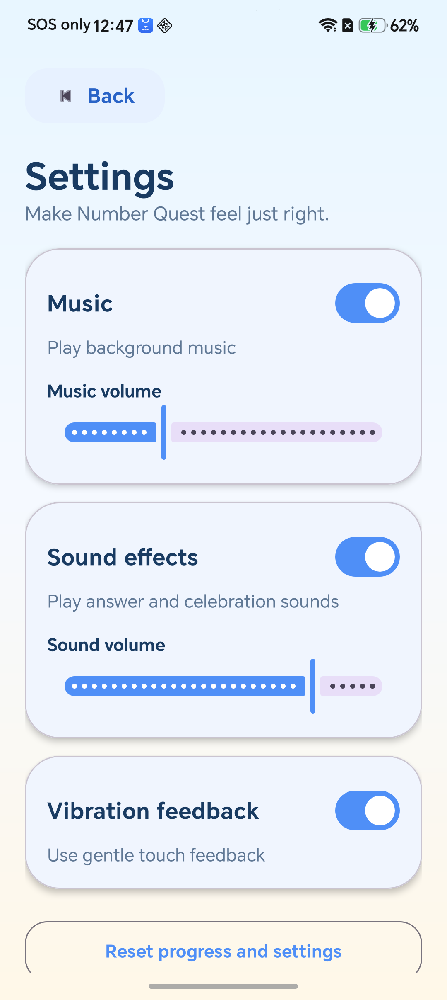 SOS only 12:47
App
Market
62%
Back
Settings
Make Number Quest feel just right.
Music
Play background music
Music volume
Sound effects
Play answer and celebration sounds
Sound volume
Vibration feedback
Use gentle touch feedback
Reset progress and settings